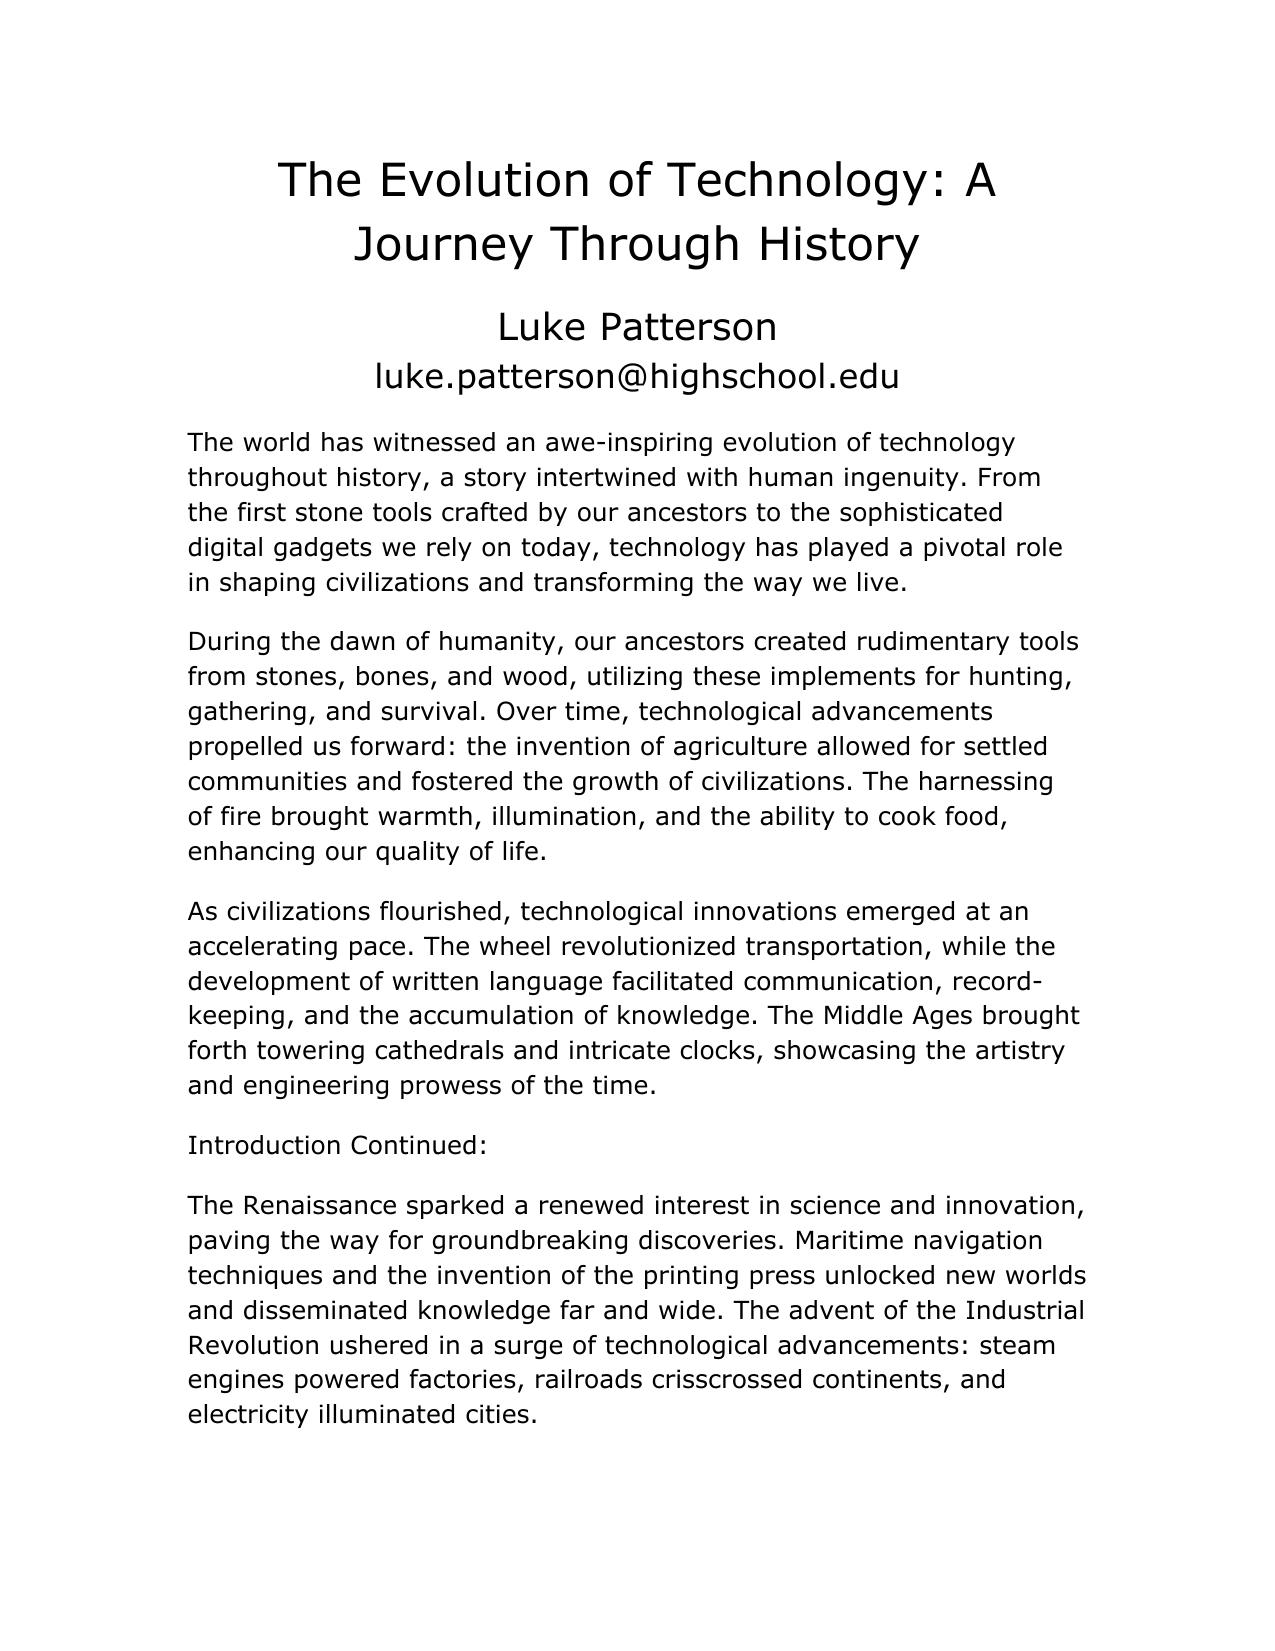 The Evolution of Technology: A
Journey Through History
Luke Patterson
luke.patterson@highschool.edu
The world has witnessed an awe-inspiring evolution of technology
throughout history, a story intertwined with human ingenuity. From
the first stone tools crafted by our ancestors to the sophisticated
digital gadgets we rely on today, technology has played a pivotal role
in shaping civilizations and transforming the way we live.
During the dawn of humanity, our ancestors created rudimentary tools
from stones, bones, and wood, utilizing these implements for hunting,
gathering, and survival. Over time, technological advancements
propelled us forward: the invention of agriculture allowed for settled
communities and fostered the growth of civilizations. The harnessing
of fire brought warmth, illumination, and the ability to cook food,
enhancing our quality of life.
As civilizations flourished, technological innovations emerged at an
accelerating pace. The wheel revolutionized transportation, while the
development of written language facilitated communication, record-
keeping, and the accumulation of knowledge. The Middle Ages brought
forth towering cathedrals and intricate clocks, showcasing the artistry
and engineering prowess of the time.
Introduction Continued:
The Renaissance sparked a renewed interest in science and innovation,
paving the way for groundbreaking discoveries. Maritime navigation
techniques and the invention of the printing press unlocked new worlds
and disseminated knowledge far and wide. The advent of the Industrial
Revolution ushered in a surge of technological advancements: steam
engines powered factories, railroads crisscrossed continents, and
electricity illuminated cities.